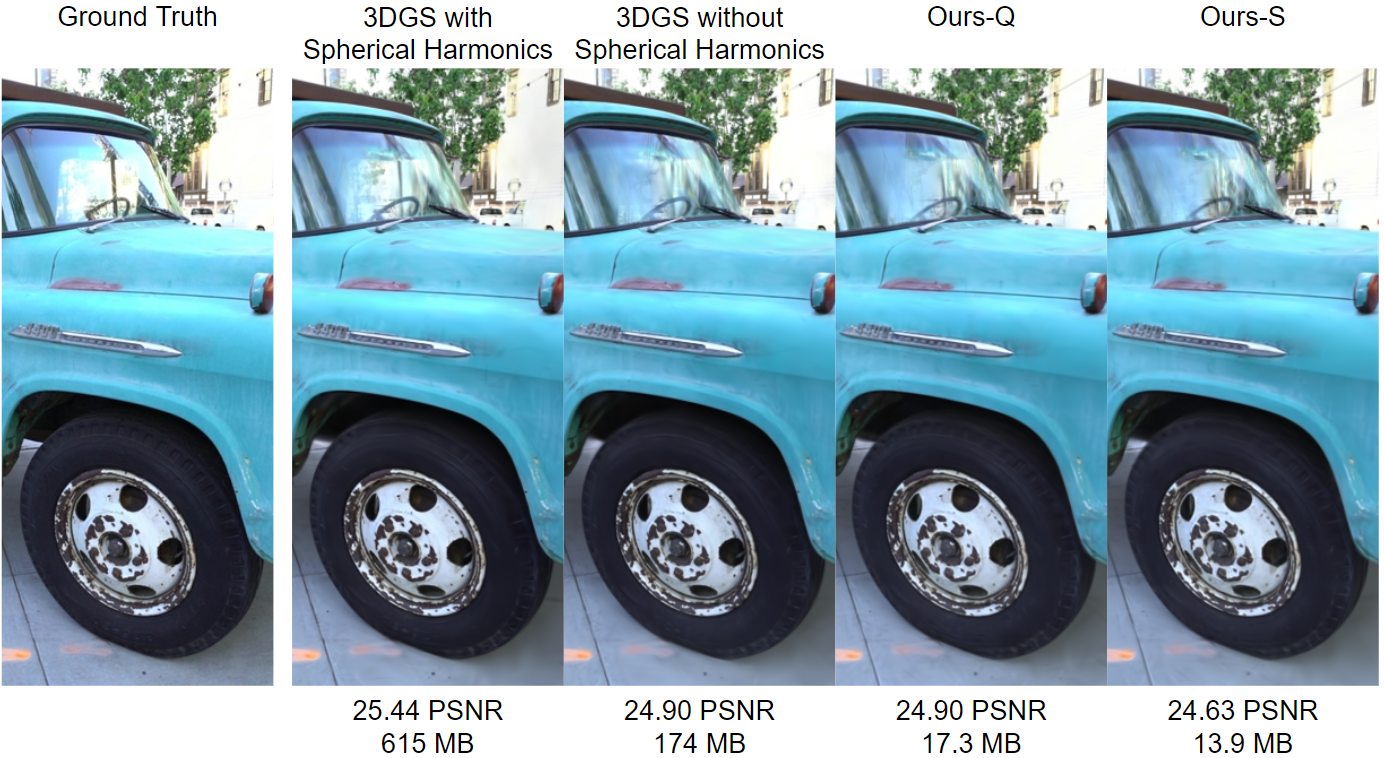 Ground Truth
3DGS with
Spherical Harmonics
3DGS without
Spherical Harmonics
Ours-Q
Ours-S
25.44 PSNR
615 MB
24.90 PSNR
174 MB
24.90 PSNR
17.3 MB
24.63 PSNR
13.9 MB